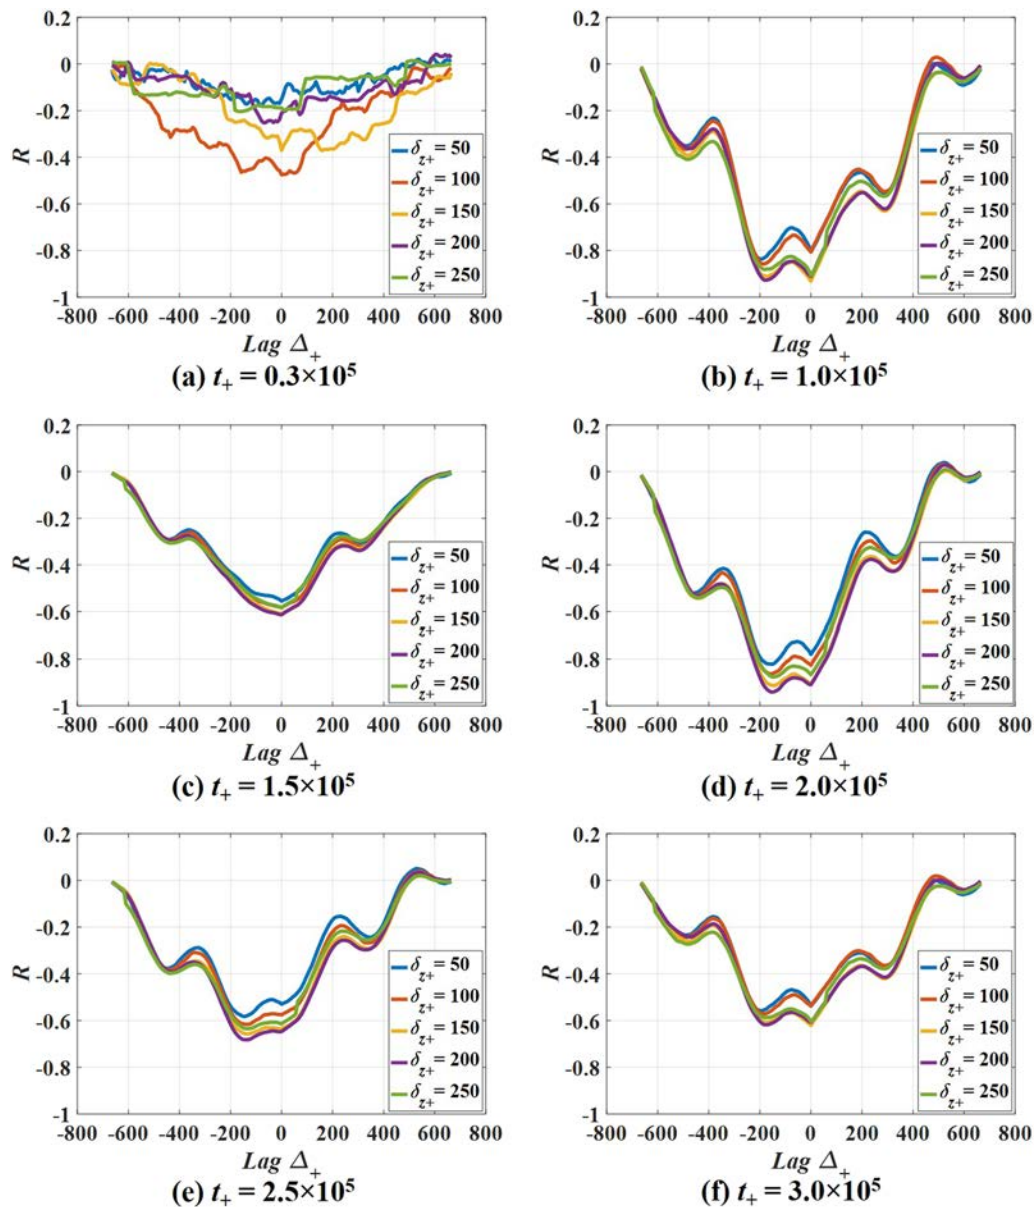 0.2 0.2
0 0
-0.2 -0.2
R -0.4 R -0.4
-0.6 -0.6
-0.8 -0.8
-1 -1
δz+ = 50 δz+ = 50
δz+ = 100 δz+ = 100
δz+ = 150 δz+ = 150
δz+ = 200 δz+ = 200
δz+ = 250 δz+ = 250
-800 -600 -400 -200 0 200 400 600 800 -800 -600 -400 -200 0 200 400 600 800
Lag Δ+ Lag Δ+
(a) t+ = 0.3×10⁵ (b) t+ = 1.0×10⁵
0.2 0.2
0 0
-0.2 -0.2
R -0.4 R -0.4
-0.6 -0.6
-0.8 -0.8
-1 -1
δz+ = 50 δz+ = 50
δz+ = 100 δz+ = 100
δz+ = 150 δz+ = 150
δz+ = 200 δz+ = 200
δz+ = 250 δz+ = 250
-800 -600 -400 -200 0 200 400 600 800 -800 -600 -400 -200 0 200 400 600 800
Lag Δ+ Lag Δ+
(c) t+ = 1.5×10⁵ (d) t+ = 2.0×10⁵
0.2 0.2
0 0
-0.2 -0.2
R -0.4 R -0.4
-0.6 -0.6
-0.8 -0.8
-1 -1
δz+ = 50 δz+ = 50
δz+ = 100 δz+ = 100
δz+ = 150 δz+ = 150
δz+ = 200 δz+ = 200
δz+ = 250 δz+ = 250
-800 -600 -400 -200 0 200 400 600 800 -800 -600 -400 -200 0 200 400 600 800
Lag Δ+ Lag Δ+
(e) t+ = 2.5×10⁵ (f) t+ = 3.0×10⁵